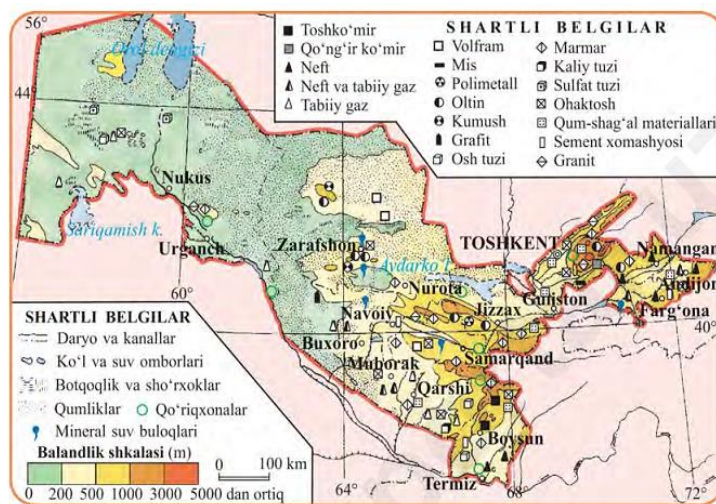 56°
44°
60°
64°
68°
72°
40°
SHARTLI BELGILAR
Toshko‘mir
Qo‘ng‘ir ko‘mir
Neft
Neft va tabiiy gaz
Tabiiy gaz
Volfram
Mis
Polimetall
Oltin
Kumush
Grafit
Osh tuzi
Marmar
Kaliy tuzi
Sulfat tuzi
Ohaktosh
Qum-shag‘al materiallari
Sement xomashyosi
Granit
Orol dengizi
Nukus
Sariqamish k.
Urganch
Zarafshon
Aydarko‘l
TOSHKENT
Namangan
Andijon
Guliston
Farg‘ona
Nurota
Jizzax
Navoiy
Buxoro
Samarqand
Muborak
Qarshi
Boysun
Termiz
SHARTLI BELGILAR
Daryo va kanallar
Ko‘l va suv omborlari
Botqoqlik va sho‘rxoklar
Qumliklar
Qo‘riqxonalar
Mineral suv buloqlari
Balandlik shkalasi (m)
0 200 500 1000 3000 5000 dan ortiq
0 100 km